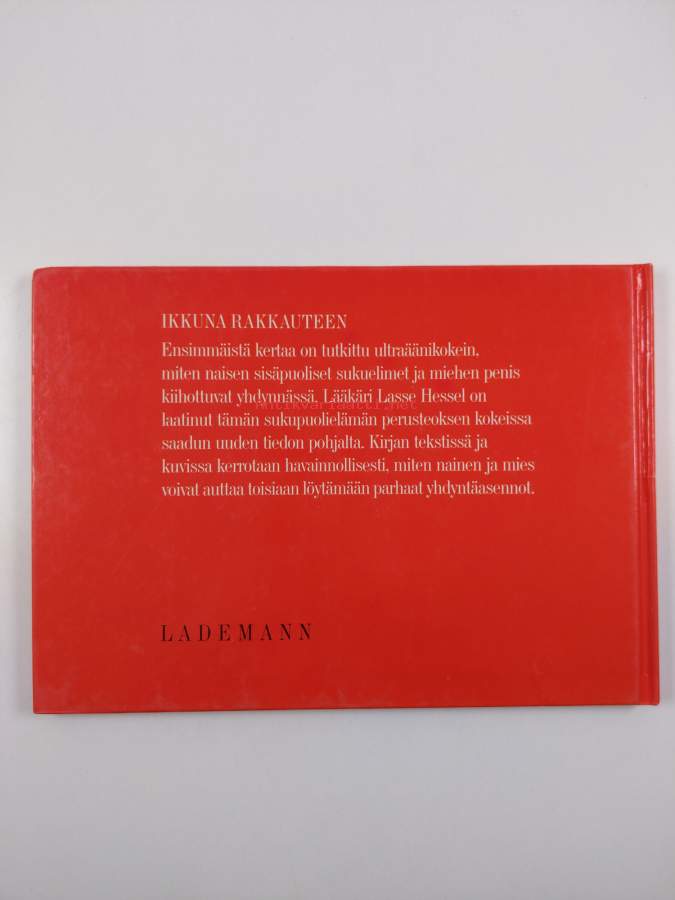 IKKUNA RAKKAUTEEN
Ensimmäistä kertaa on tutkittu ultraäänikokein,
miten naisen sisäpuoliset sukuelimet ja miehen penis
kiihottuvat yhdynnässä. Lääkäri Lasse Hessel on
antikvariaatti.net
laatinut tämän sukupuolielämän perusteoksen kokeissa
saadun uuden tiedon pohjalta. Kirjan tekstissä ja
kuvissa kerrotaan havainnollisesti, miten nainen ja mies
voivat auttaa toisiaan löytämään parhaat yhdyntäasennot.
LADEMANN